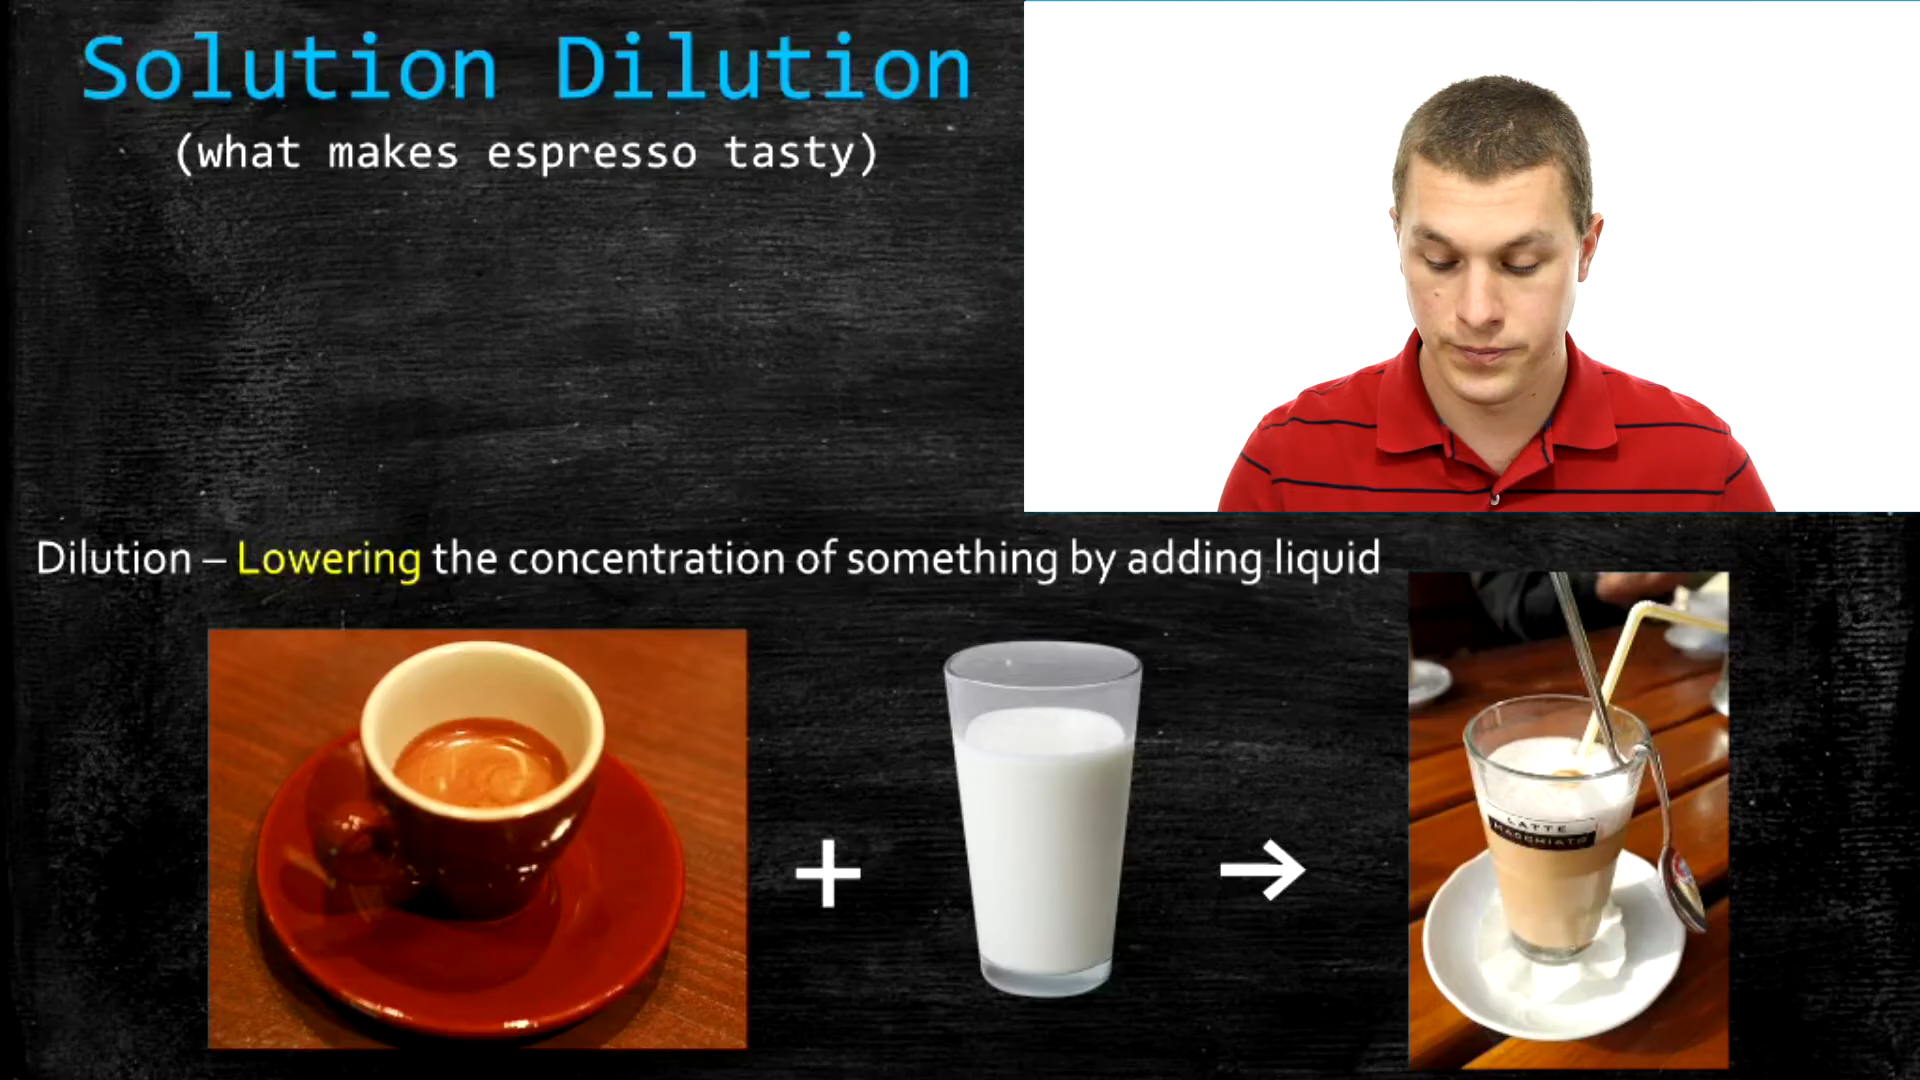 Solution Dilution
(what makes espresso tasty)
Dilution – Lowering the concentration of something by adding liquid
+
→
LATTE
MACCHIATO